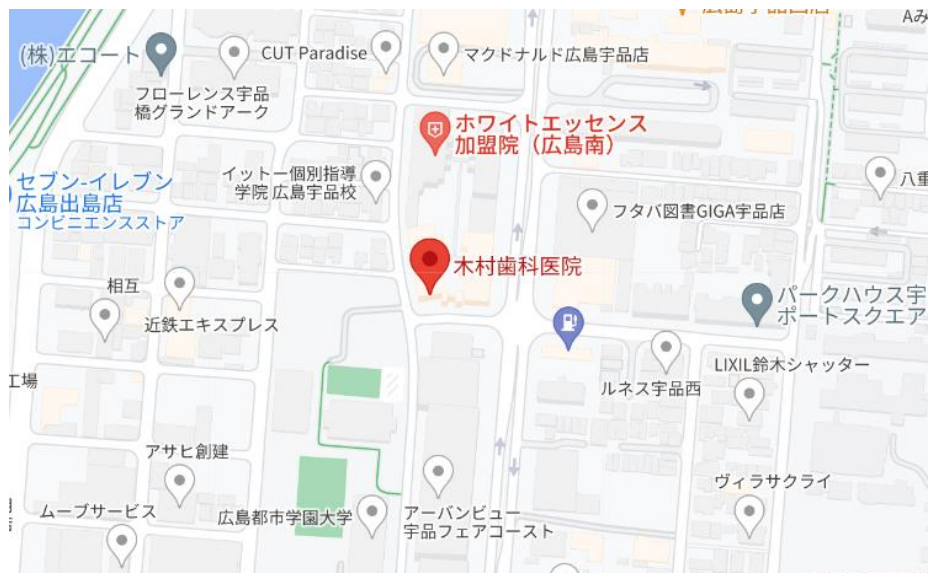 広島宇品西店
Aみ
(株)エコート
CUT Paradise
マクドナルド広島宇品店
フローレンス宇品
橋グランドアーク
ホワイトエッセンス
加盟院（広島南）
イットー個別指導
学院 広島宇品校
セブン-イレブン
広島出島店
コンビニエンスストア
八重
フタバ図書GIGA宇品店
木村歯科医院
相互
近鉄エキスプレス
パークハウス宇
ポートスクエア
工場
ルネス宇品西
LIXIL鈴木シャッター
アサヒ創建
ムーブサービス
広島都市学園大学
アーバンビュー
宇品フェアコースト
ヴィラサクライ